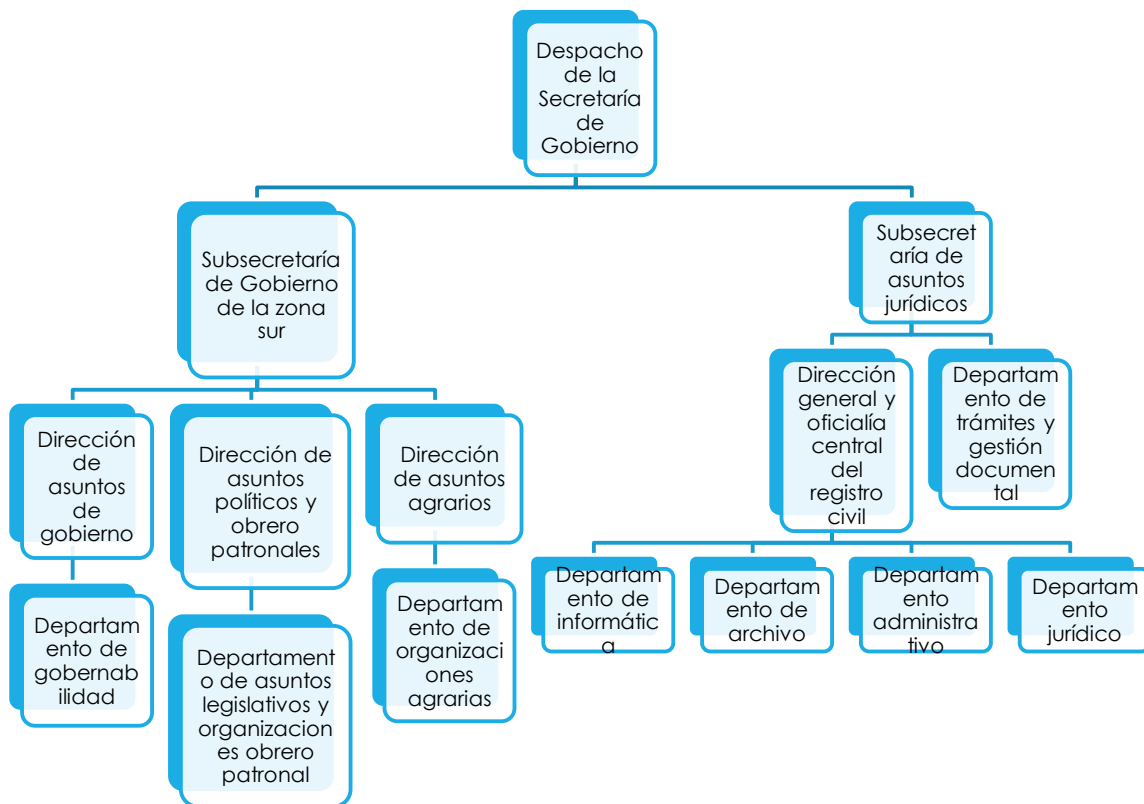 Despacho
de la
Secretaría
de
Gobierno
Subsecretaría
de Gobierno
de la zona
sur
Subsecret
aría de
asuntos
jurídicos
Dirección
de
asuntos
de
gobierno
Dirección de
asuntos
políticos y
obrero
patronales
Dirección
de asuntos
agrarios
Dirección
general y
oficialía
central
del
registro
civil
Departam
ento de
trámites y
gestión
documen
tal
Departam
ento de
gobernab
ilidad
Departament
o de asuntos
legislativos y
organizacion
es obrero
patronal
Departam
ento de
organizaci
ones
agrarias
Departam
ento de
informátic
a
Departam
ento de
archivo
Departam
ento
administra
tivo
Departam
ento
jurídico